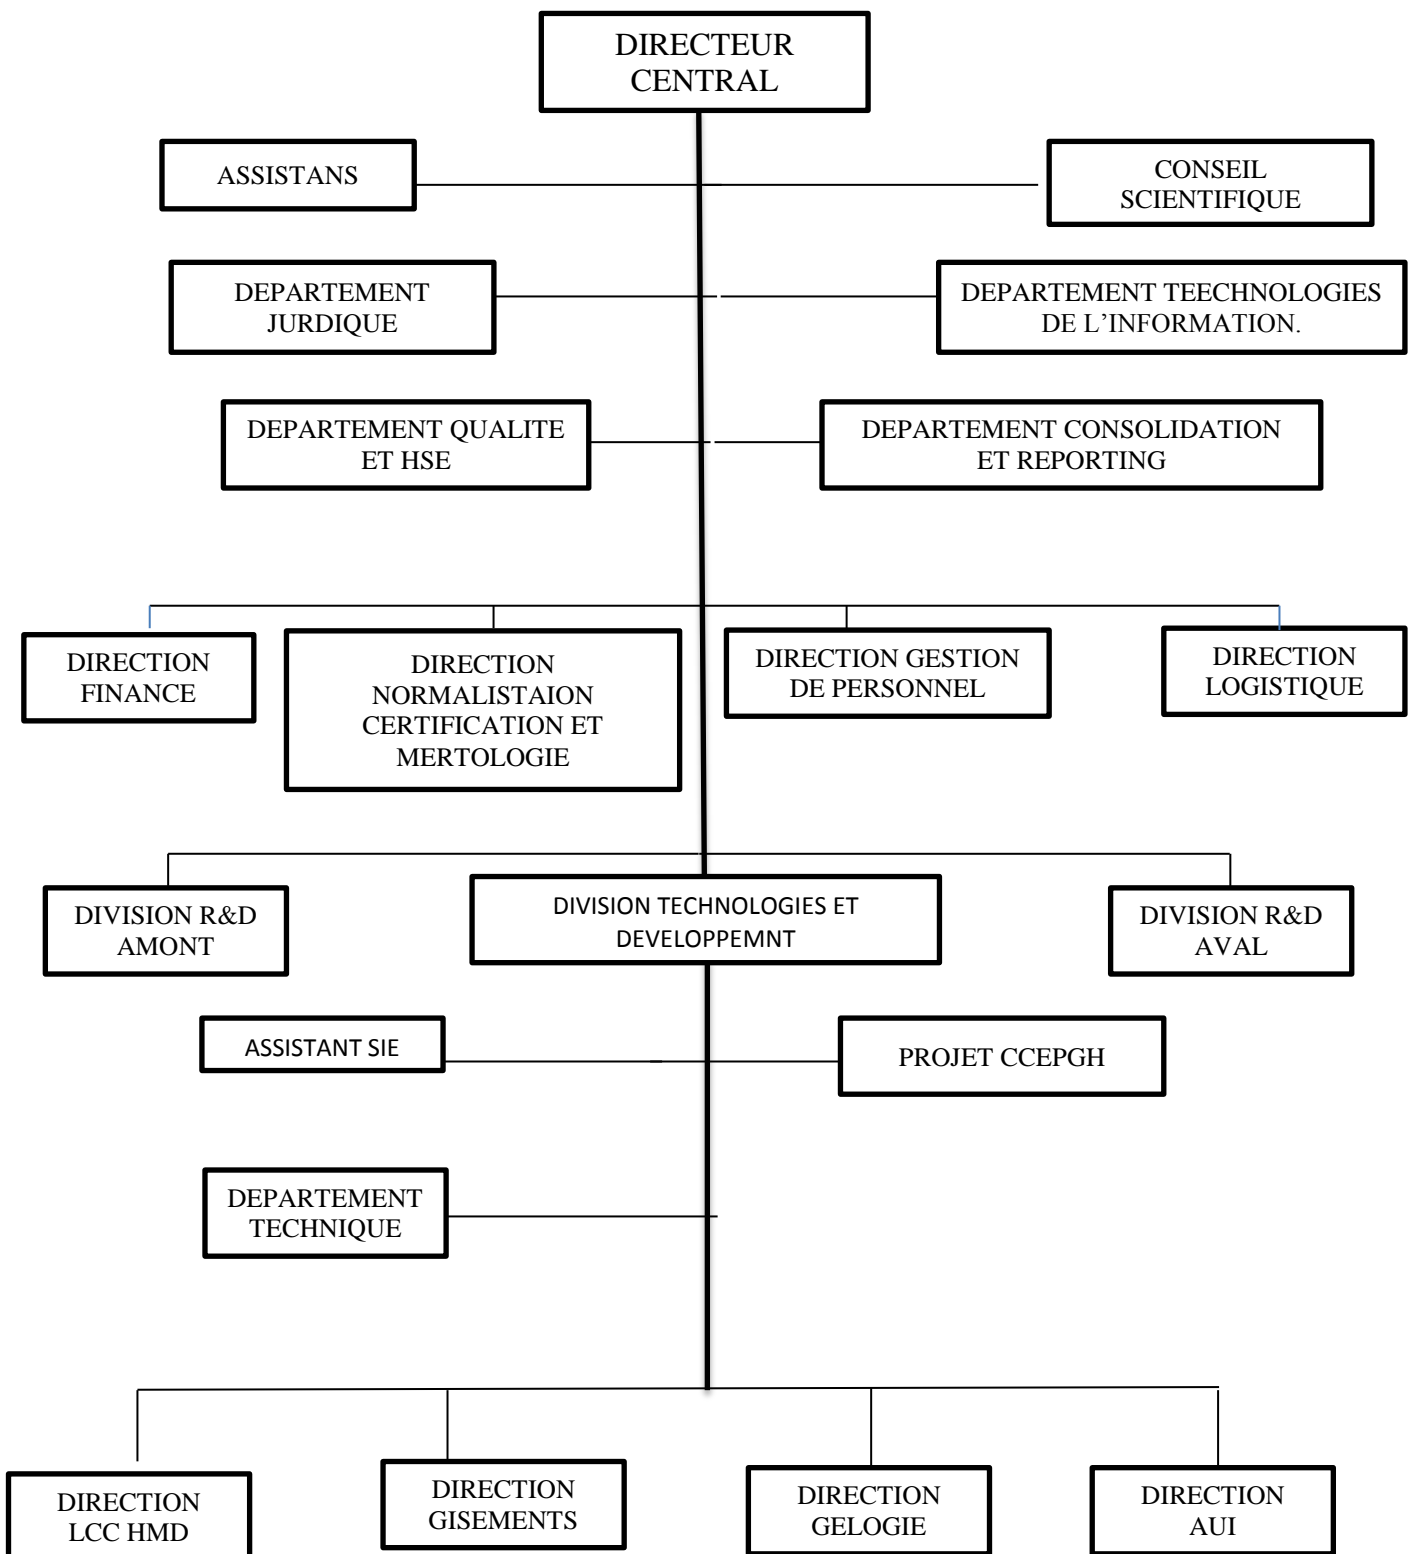 DIRECTEUR
CENTRAL
ASSISTANS
CONSEIL
SCIENTIFIQUE
DEPARTEMENT
JURDIQUE
DEPARTEMENT TEECHNOLOGIES
DE L’INFORMATION.
DEPARTEMENT QUALITE
ET HSE
DEPARTEMENT CONSOLIDATION
ET REPORTING
DIRECTION
FINANCE
DIRECTION
NORMALISTAION
CERTIFICATION ET
MERTOLOGIE
DIRECTION GESTION
DE PERSONNEL
DIRECTION
LOGISTIQUE
DIVISION R&D
AMONT
DIVISION TECHNOLOGIES ET
DEVELOPPEMNT
DIVISION R&D
AVAL
ASSISTANT SIE
PROJET CCEPGH
DEPARTEMENT
TECHNIQUE
DIRECTION
LCC HMD
DIRECTION
GISEMENTS
DIRECTION
GELOGIE
DIRECTION
AUI